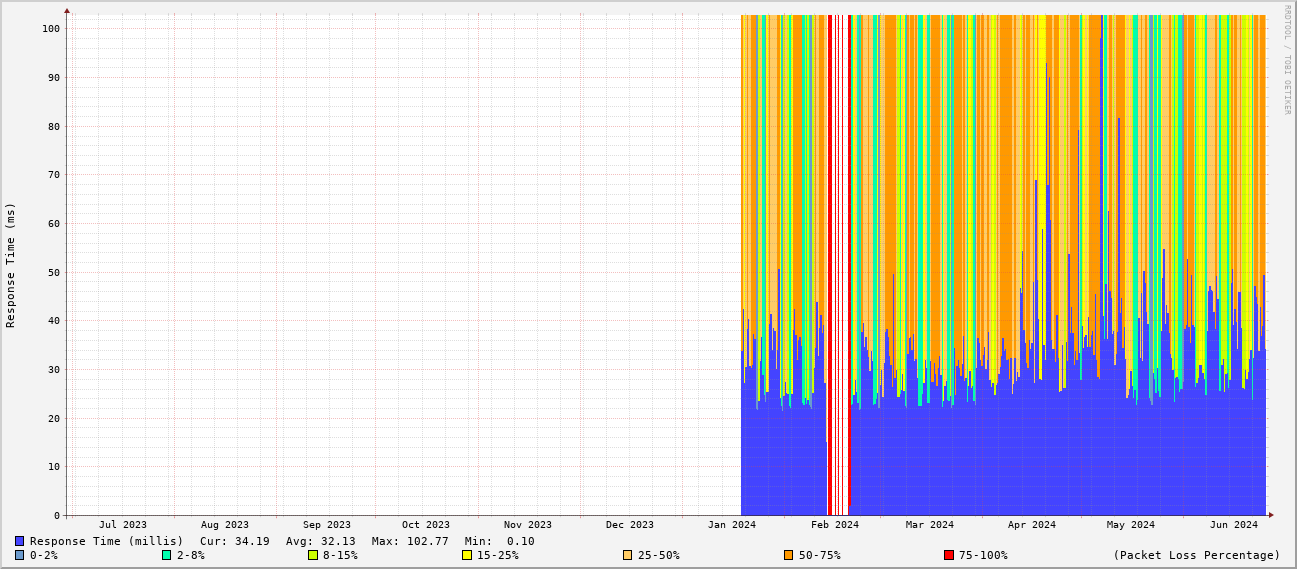 RRDTOOL / TOBI OETIKER
Response Time (ms)
100
90
80
70
60
50
40
30
20
10
0
Jul 2023 Aug 2023 Sep 2023 Oct 2023 Nov 2023 Dec 2023 Jan 2024 Feb 2024 Mar 2024 Apr 2024 May 2024 Jun 2024
Response Time (millis) Cur: 34.19 Avg: 32.13 Max: 102.77 Min: 0.10
0-2% 2-8% 8-15% 15-25% 25-50% 50-75% 75-100% (Packet Loss Percentage)